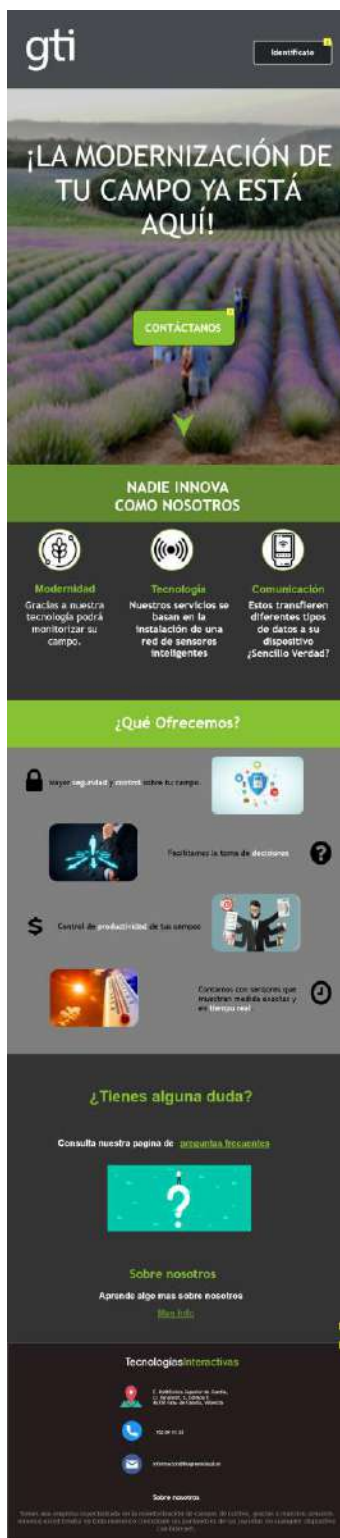 gti
Identifícate
¡LA MODERNIZACIÓN DE
TU CAMPO YA ESTÁ
AQUÍ!
CONTÁCTANOS
NADIE INNOVA
COMO NOSOTROS
Modernidad
Gracias a nuestra
tecnología podrá
monitorizar su
campo.
Tecnología
Nuestros servicios se
basan en la
instalación de una
red de sensores
inteligentes
Comunicación
Estos transfieren
diferentes tipos
de datos a su
dispositivo
¿Sencillo Verdad?
¿Qué Ofrecemos?
Mayor seguridad y control sobre tu campo.
Facilitamos la toma de decisiones
Control de productividad de tus campos
Contamos con sensores que
muestran medida exactas y
en tiempo real
¿Tienes alguna duda?
Consulta nuestra pagina de preguntas frecuentes
Sobre nosotros
Aprende algo mas sobre nosotros
Mas info
TecnologíasInteractivas
Sobre nosotros